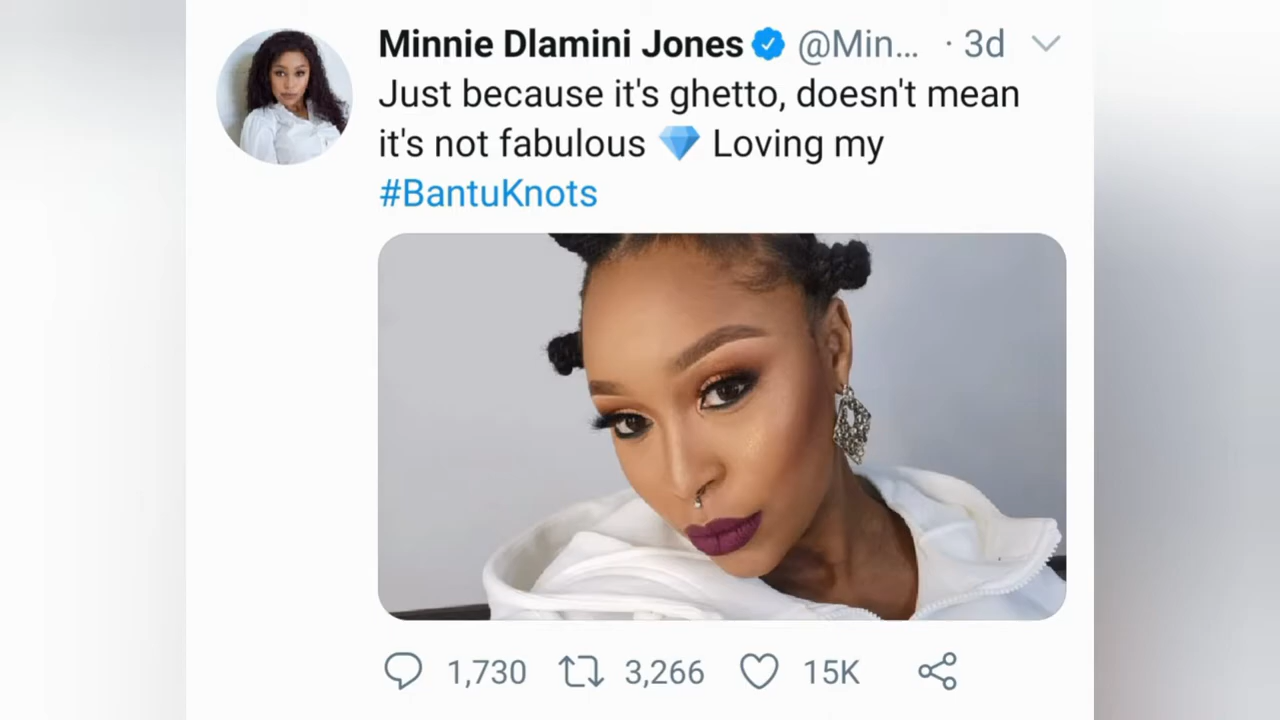 Minnie Dlamini Jones @Min... · 3d
Just because it's ghetto, doesn't mean
it's not fabulous 💎 Loving my
#BantuKnots
1,730 3,266 15K